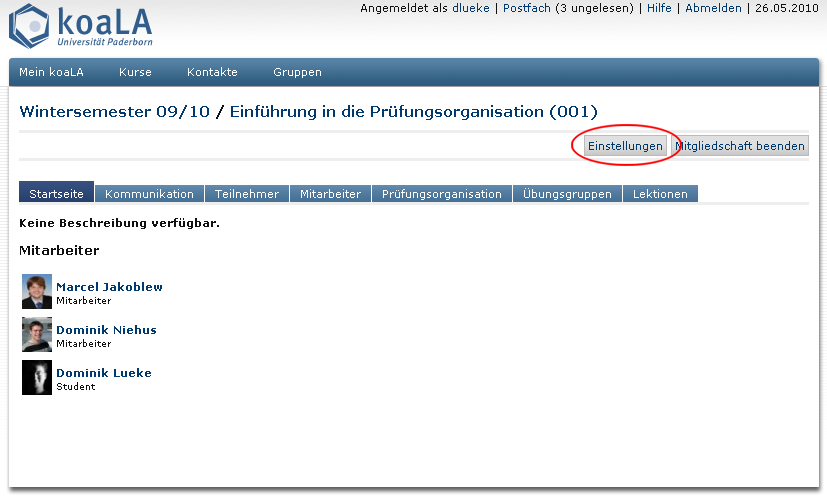 Angemeldet als dlueke | Postfach (3 ungelesen) | Hilfe | Abmelden | 26.05.2010
koaLA
Universität Paderborn
Mein koaLA Kurse Kontakte Gruppen
Wintersemester 09/10 / Einführung in die Prüfungsorganisation (001)
Einstellungen Mitgliedschaft beenden
Startseite Kommunikation Teilnehmer Mitarbeiter Prüfungsorganisation Übungsgruppen Lektionen
Keine Beschreibung verfügbar.
Mitarbeiter
Marcel Jakoblew
Mitarbeiter
Dominik Niehus
Mitarbeiter
Dominik Lueke
Student